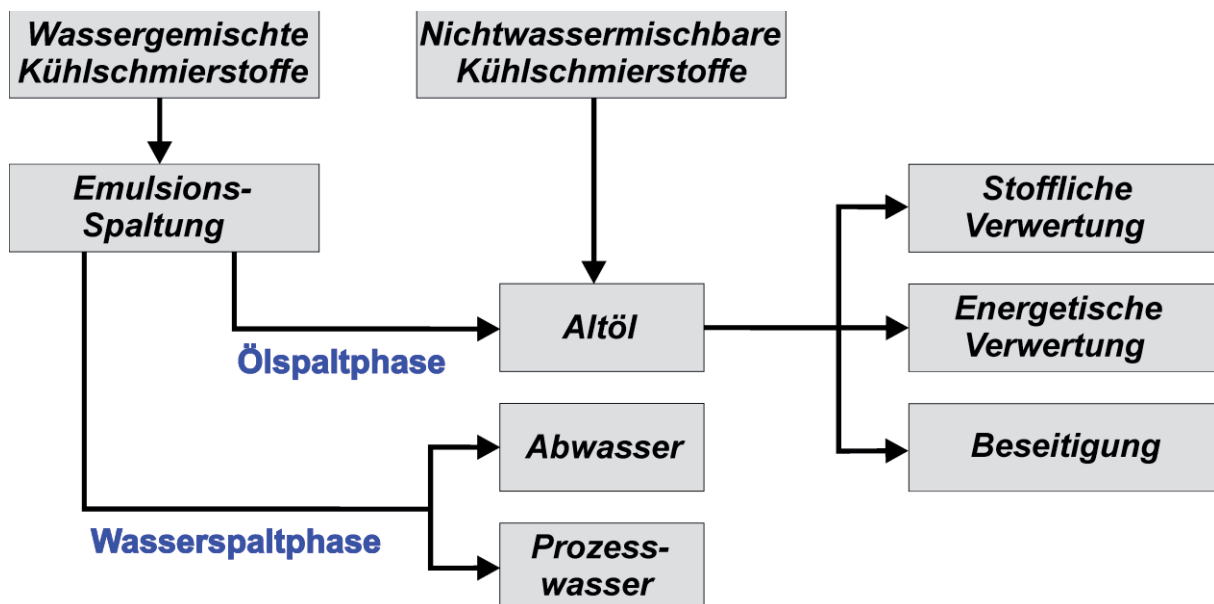 Wassergemischte
Kühlschmierstoffe
Nichtwassermischbare
Kühlschmierstoffe
Emulsions-
Spaltung
Stoffliche
Verwertung
Altöl
Energetische
Verwertung
Ölspaltphase
Abwasser
Beseitigung
Wasserspaltphase
Prozess-
wasser